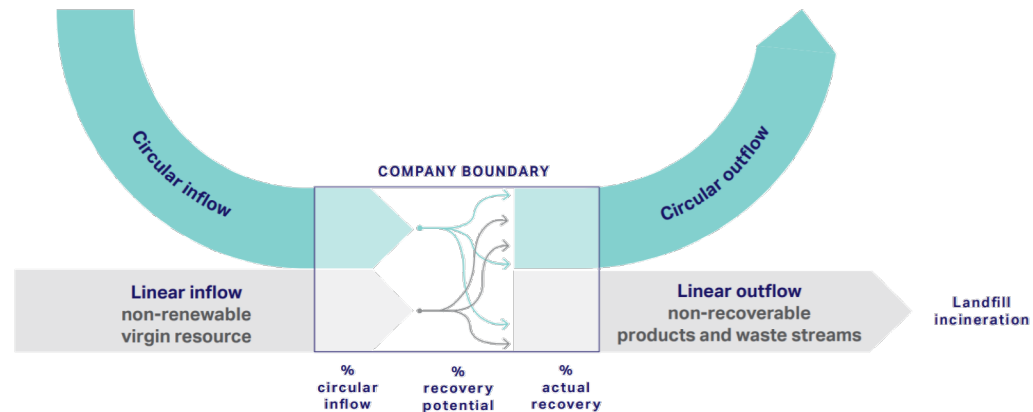 Circular inflow
COMPANY BOUNDARY
Circular outflow
Linear inflow
non-renewable
virgin resource
Linear outflow
non-recoverable
products and waste streams
Landfill
incineration
%
circular
inflow
%
recovery
potential
%
actual
recovery